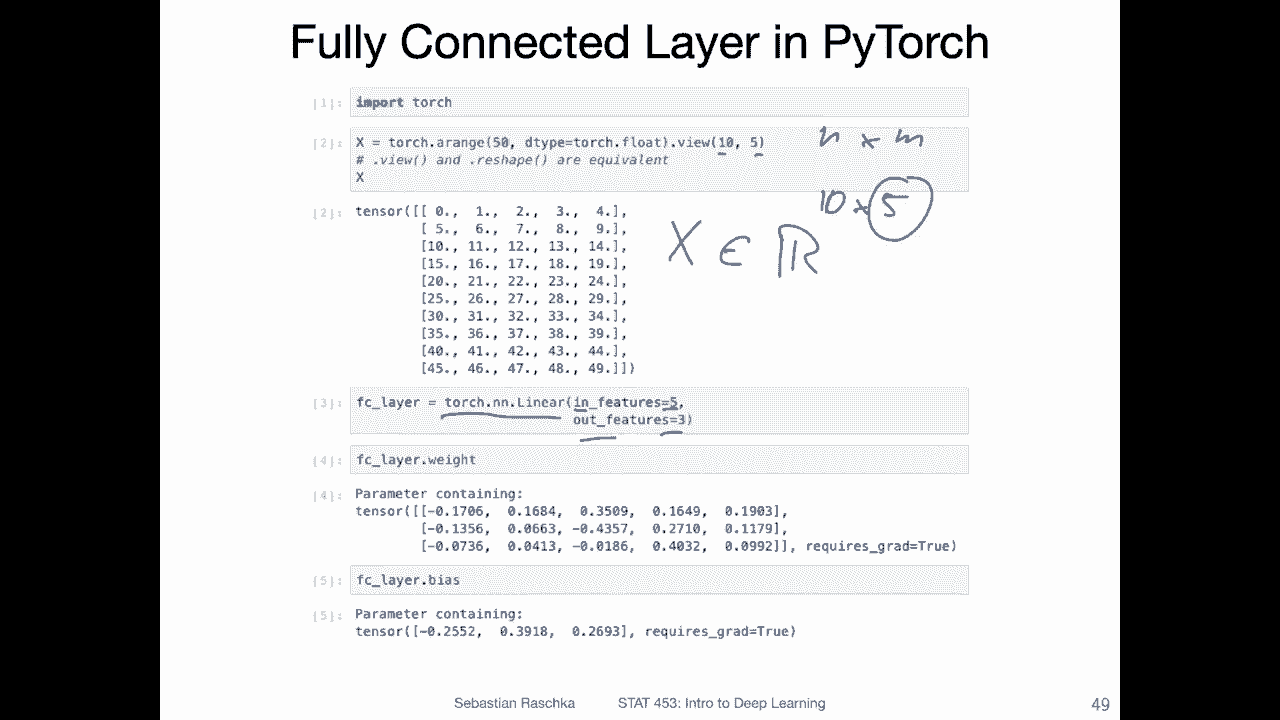 Fully Connected Layer in PyTorch
[1]: import torch
[2]: X = torch.arange(50, dtype=torch.float).view(10, 5)
# .view() and .reshape() are equivalent
X
n x m
10 x 5
X ∈ ℝ
[2]: tensor([[ 0., 1., 2., 3., 4.],
[ 5., 6., 7., 8., 9.],
[10., 11., 12., 13., 14.],
[15., 16., 17., 18., 19.],
[20., 21., 22., 23., 24.],
[25., 26., 27., 28., 29.],
[30., 31., 32., 33., 34.],
[35., 36., 37., 38., 39.],
[40., 41., 42., 43., 44.],
[45., 46., 47., 48., 49.]])
[3]: fc_layer = torch.nn.Linear(in_features=5,
out_features=3)
[4]: fc_layer.weight
[4]: Parameter containing:
tensor([[-0.1706, 0.1684, 0.3509, 0.1649, 0.1903],
[-0.1356, 0.0663, -0.4357, 0.2710, 0.1179],
[-0.0736, 0.0413, -0.0186, 0.4032, 0.0992]], requires_grad=True)
[5]: fc_layer.bias
[5]: Parameter containing:
tensor([-0.2552, 0.3918, 0.2693], requires_grad=True)
Sebastian Raschka STAT 453: Intro to Deep Learning 49